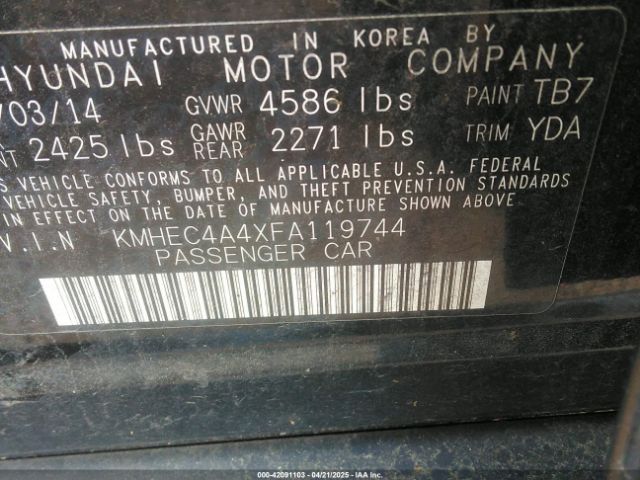 MANUFACTURED IN KOREA BY
HYUNDAI MOTOR COMPANY
/03/14 GVWR 4586 lbs PAINT TB7
NT 2425 lbs GAWR REAR 2271 lbs TRIM YDA
S VEHICLE CONFORMS TO ALL APPLICABLE U.S.A. FEDERAL
VEHICLE SAFETY, BUMPER, AND THEFT PREVENTION STANDARDS
IN EFFECT ON THE DATE OF MANUFACTURE SHOWN ABOVE.
V.I.N KMHEC4A4XFA119744
PASSENGER CAR
000-42091103 - 04/21/2025 - IAA Inc.